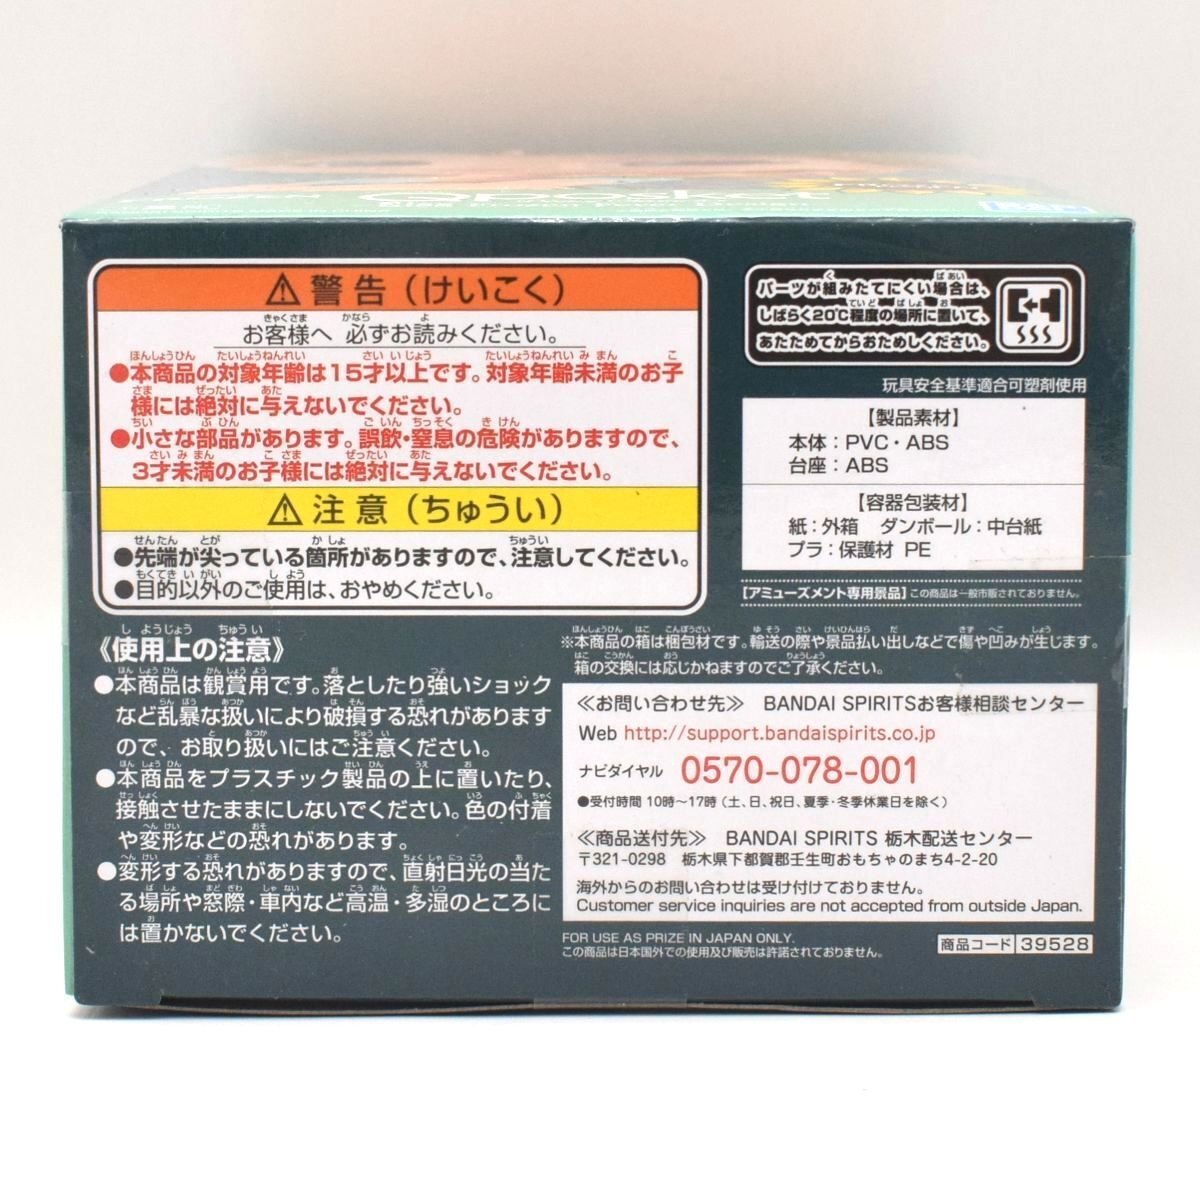 Q posket
⚠警告(けいこく)
お客様へ 必ずお読みください。
●本商品の対象年齢は15才以上です。対象年齢未満のお子
様には絶対に与えないでください。
●小さな部品があります。誤飲・窒息の危険がありますので、
3才未満のお子様には絶対に与えないでください。
⚠注意(ちゅうい)
●先端が尖っている箇所がありますので、注意してください。
●目的以外のご使用は、おやめください。
《使用上の注意》
●本商品は観賞用です。落としたり強いショック
など乱暴な扱いにより破損する恐れがあります
ので、お取り扱いにはご注意ください。
●本商品をプラスチック製品の上に置いたり、
接触させたままにしないでください。色の付着
や変形などの恐れがあります。
●変形する恐れがありますので、直射日光の当た
る場所や窓際・車内など高温・多湿のところに
は置かないでください。
パーツが組みたてにくい場合は、
しばらく20℃程度の場所に置いて、
あたためてからおためしください。
玩具安全基準適合可塑剤使用
【製品素材】
本体：PVC・ABS
台座：ABS
【容器包装材】
紙：外箱 ダンボール：中台紙
プラ：保護材 PE
【アミューズメント専用景品】この商品は一般市販されておりません。
※本商品の箱は梱包材です。輸送の際や景品払い出しなどで傷や凹みが生じます。
箱の交換には応じかねますのでご了承ください。
≪お問い合わせ先≫ BANDAI SPIRITSお客様相談センター
Web http://support.bandaispirits.co.jp
ナビダイヤル 0570-078-001
●受付時間 10時～17時(土、日、祝日、夏季・冬季休業日を除く)
≪商品送付先≫ BANDAI SPIRITS 栃木配送センター
〒321-0298 栃木県下都賀郡壬生町おもちゃのまち4-2-20
海外からのお問い合わせは受け付けておりません。
Customer service inquiries are not accepted from outside Japan.
FOR USE AS PRIZE IN JAPAN ONLY.
この商品は日本国外での使用及び販売は許諾されておりません。
商品コード 39528